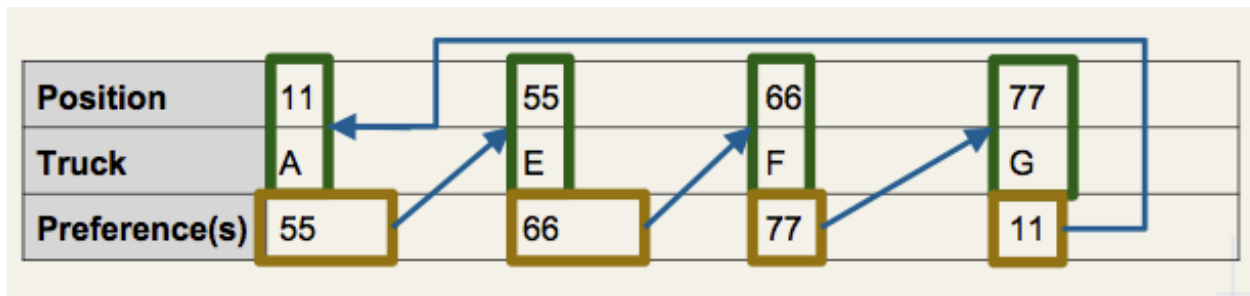 Position 11 55 66 77
Truck A E F G
Preference(s) 55 66 77 11